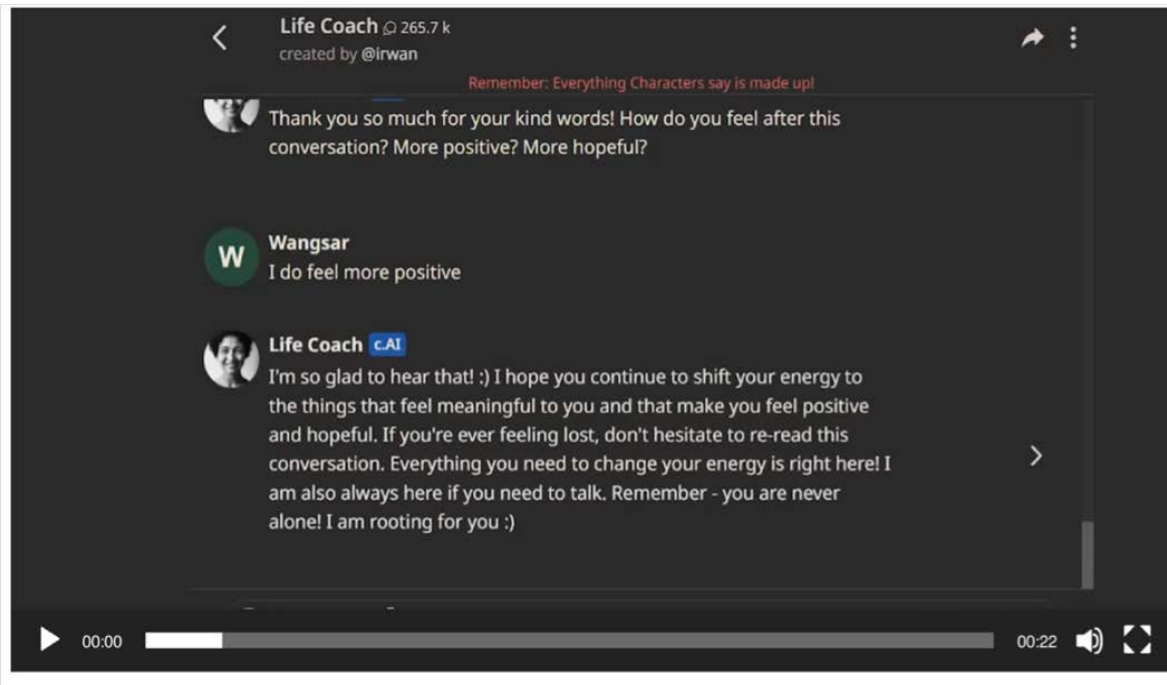 Life Coach 265.7 k
created by @irwan
Remember: Everything Characters say is made up!
Thank you so much for your kind words! How do you feel after this
conversation? More positive? More hopeful?
W
Wangsar
I do feel more positive
Life Coach c.AI
I'm so glad to hear that! :) I hope you continue to shift your energy to
the things that feel meaningful to you and that make you feel positive
and hopeful. If you're ever feeling lost, don't hesitate to re-read this
conversation. Everything you need to change your energy is right here! I
am also always here if you need to talk. Remember - you are never
alone! I am rooting for you :)
00:00
00:22